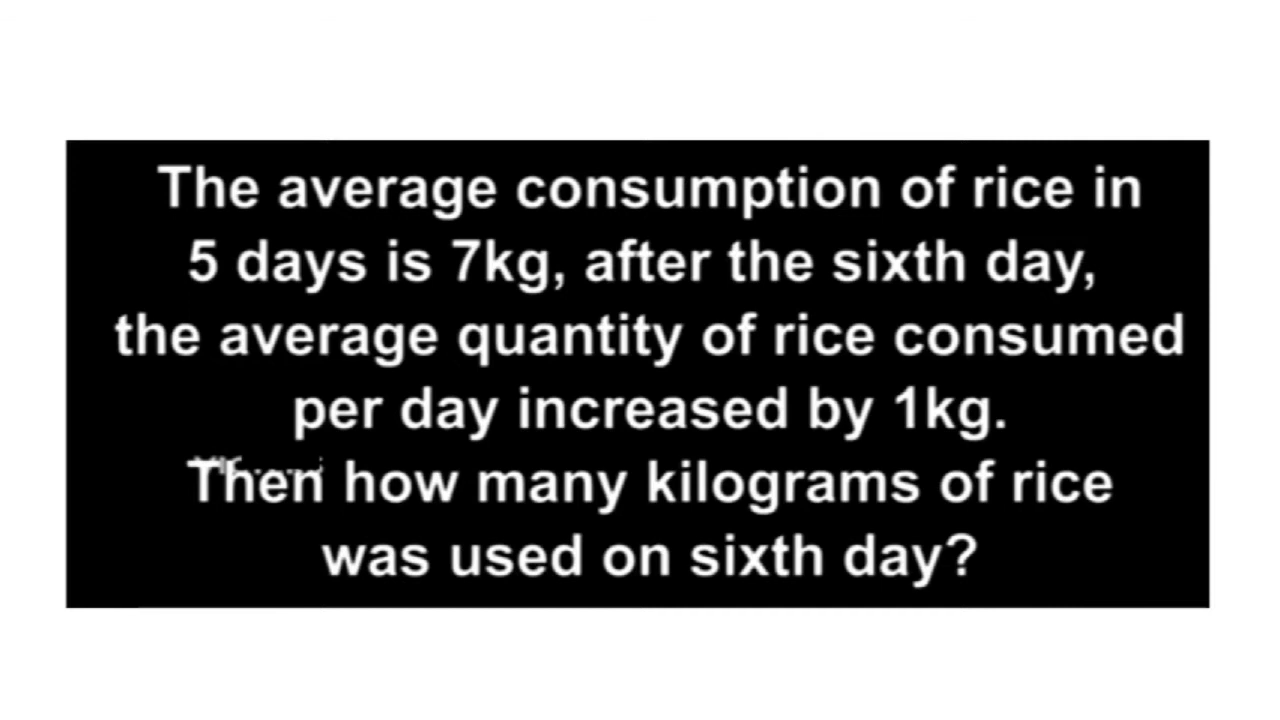 The average consumption of rice in
5 days is 7kg, after the sixth day,
the average quantity of rice consumed
per day increased by 1kg.
Then how many kilograms of rice
was used on sixth day?